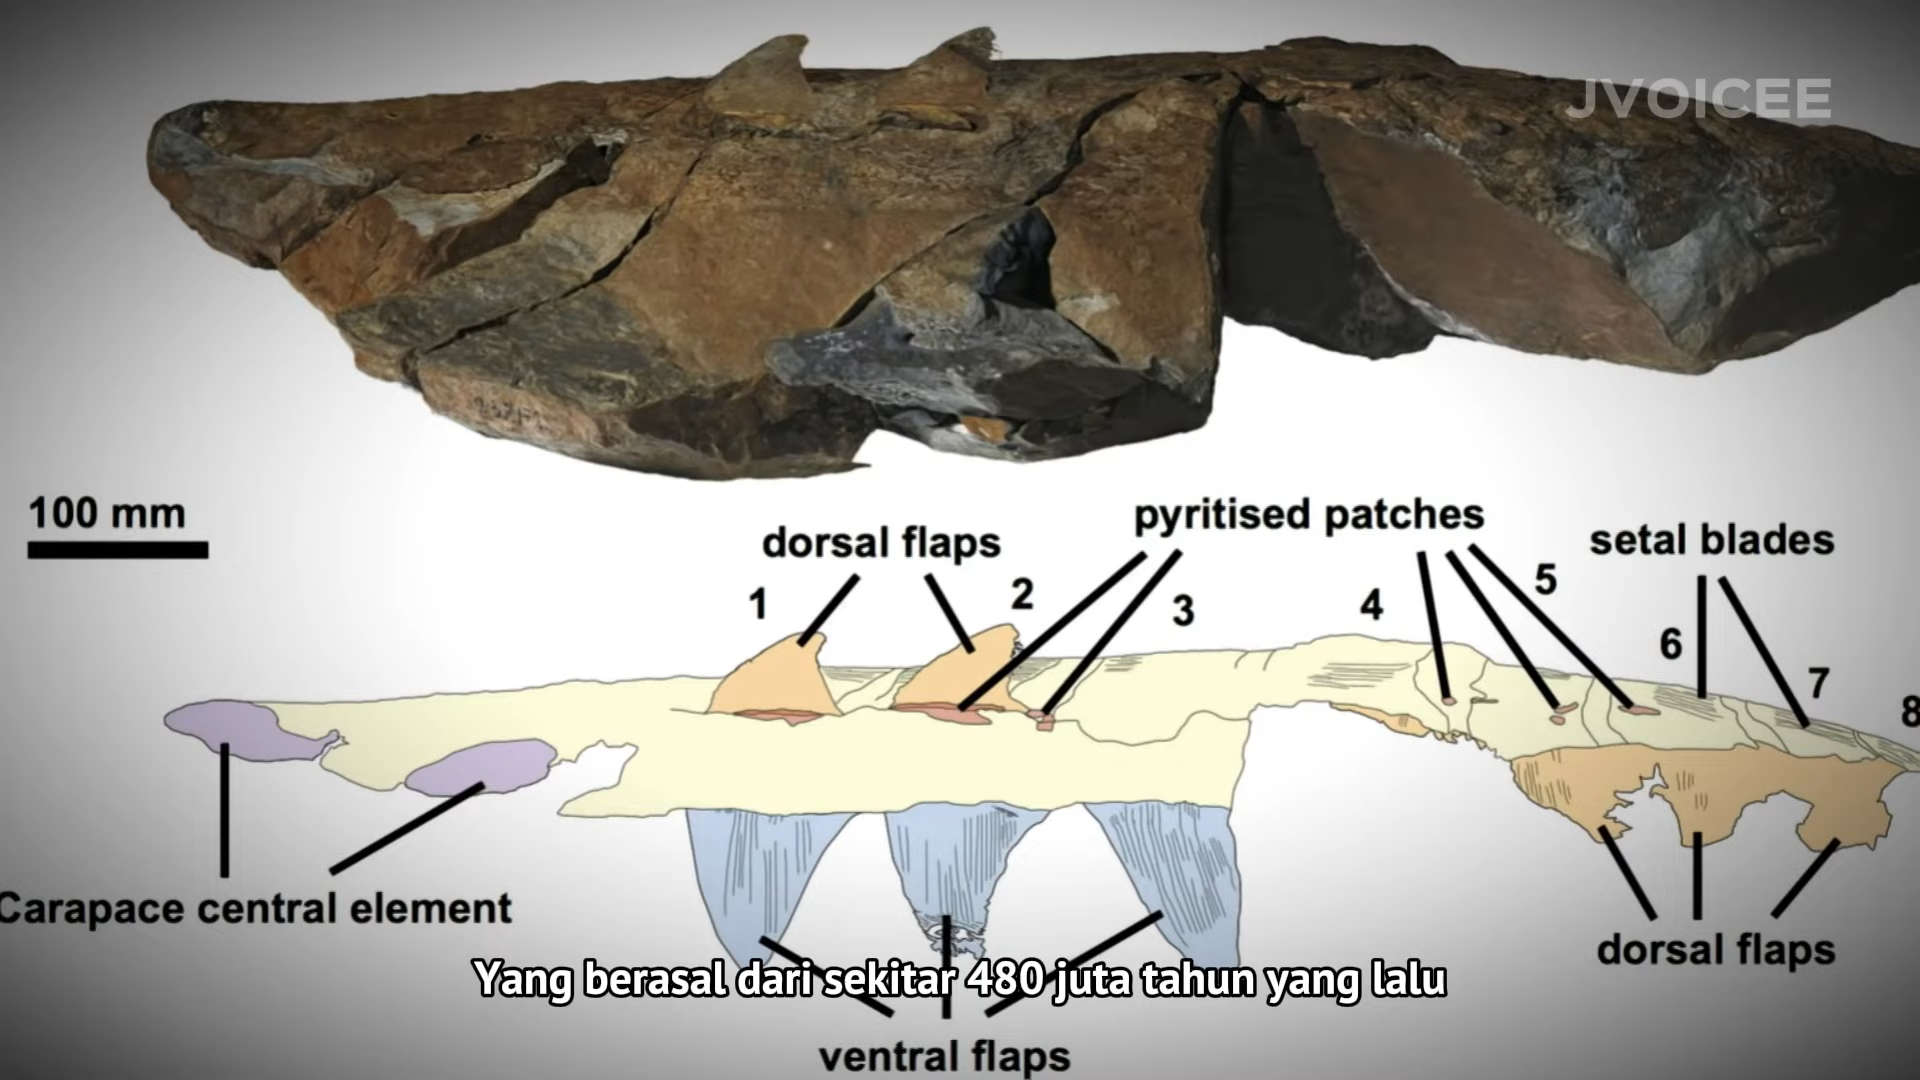 JVOICEE
100 mm
dorsal flaps
pyritised patches
setal blades
1
2
3
4
5
6
7
8
Carapace central element
dorsal flaps
Yang berasal dari sekitar 480 juta tahun yang lalu
ventral flaps